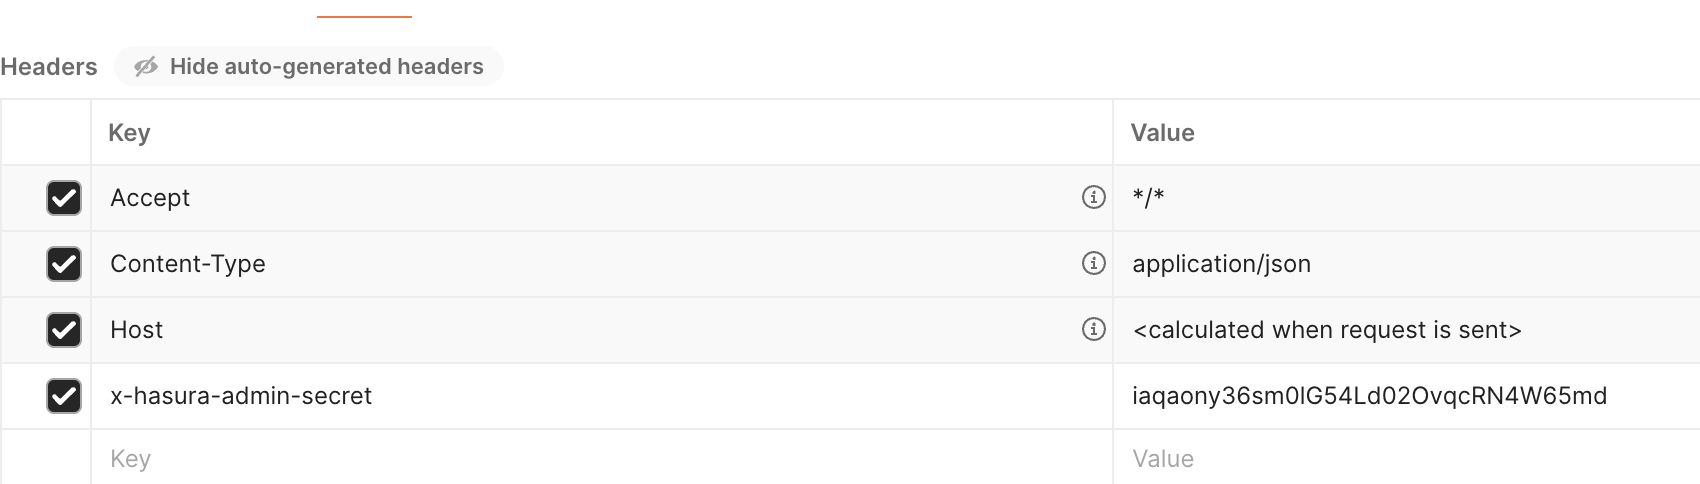 Headers Hide auto-generated headers
Key Value
Accept */*
Content-Type application/json
Host <calculated when request is sent>
x-hasura-admin-secret iaqaony36sm0lG54Ld02OvqcRN4W65md
Key Value